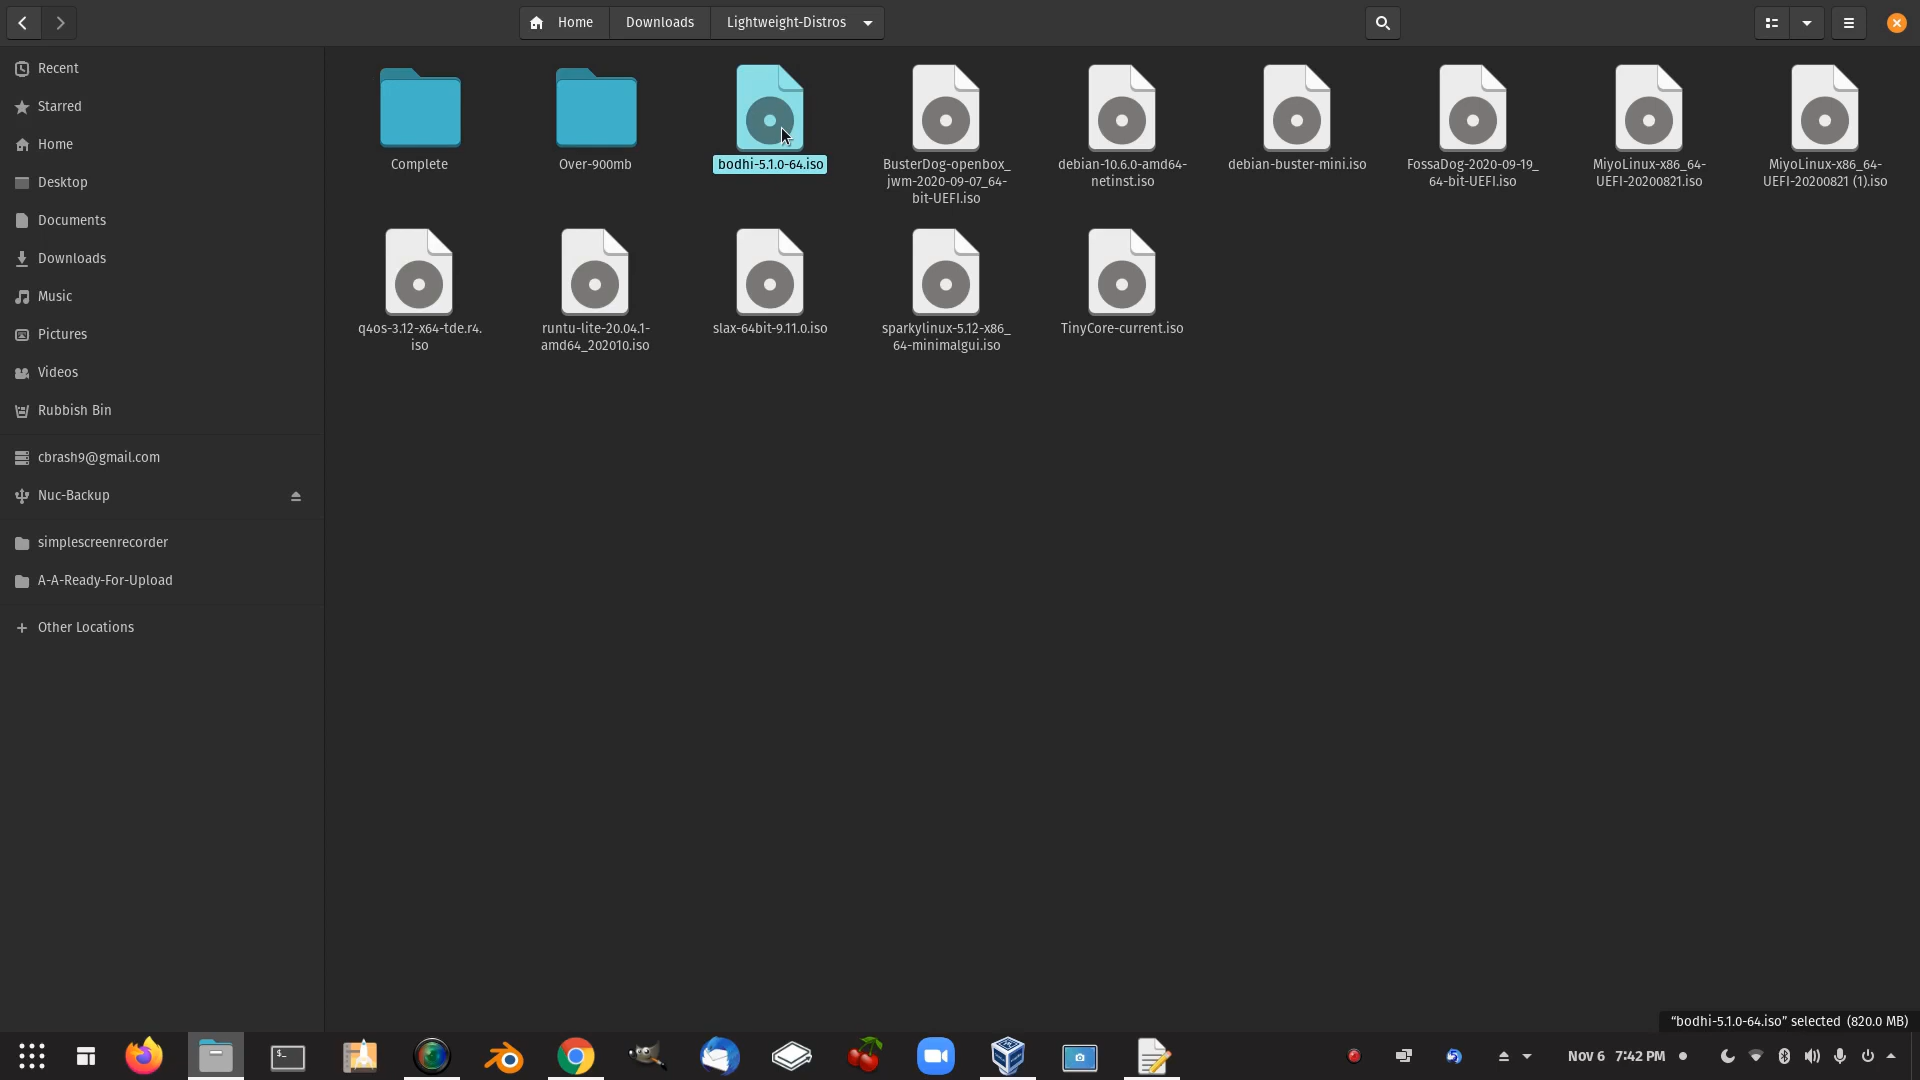 Home Downloads Lightweight-Distros
Recent
Starred
Home
Desktop
Documents
Downloads
Music
Pictures
Videos
Rubbish Bin
cbrash9@gmail.com
Nuc-Backup
simplescreenrecorder
A-A-Ready-For-Upload
Other Locations
Complete
Over-900mb
bodhi-5.1.0-64.iso
BusterDog-openbox_
jwm-2020-09-07_64-
bit-UEFI.iso
debian-10.6.0-amd64-
netinst.iso
debian-buster-mini.iso
FossaDog-2020-09-19_
64-bit-UEFI.iso
MiyoLinux-x86_64-
UEFI-20200821.iso
MiyoLinux-x86_64-
UEFI-20200821 (1).iso
q4os-3.12-x64-tde.r4.
iso
runtu-lite-20.04.1-
amd64_202010.iso
slax-64bit-9.11.0.iso
sparkylinux-5.12-x86_
64-minimalgui.iso
TinyCore-current.iso
“bodhi-5.1.0-64.iso” selected (820.0 MB)
$_
Nov 6 7:42 PM